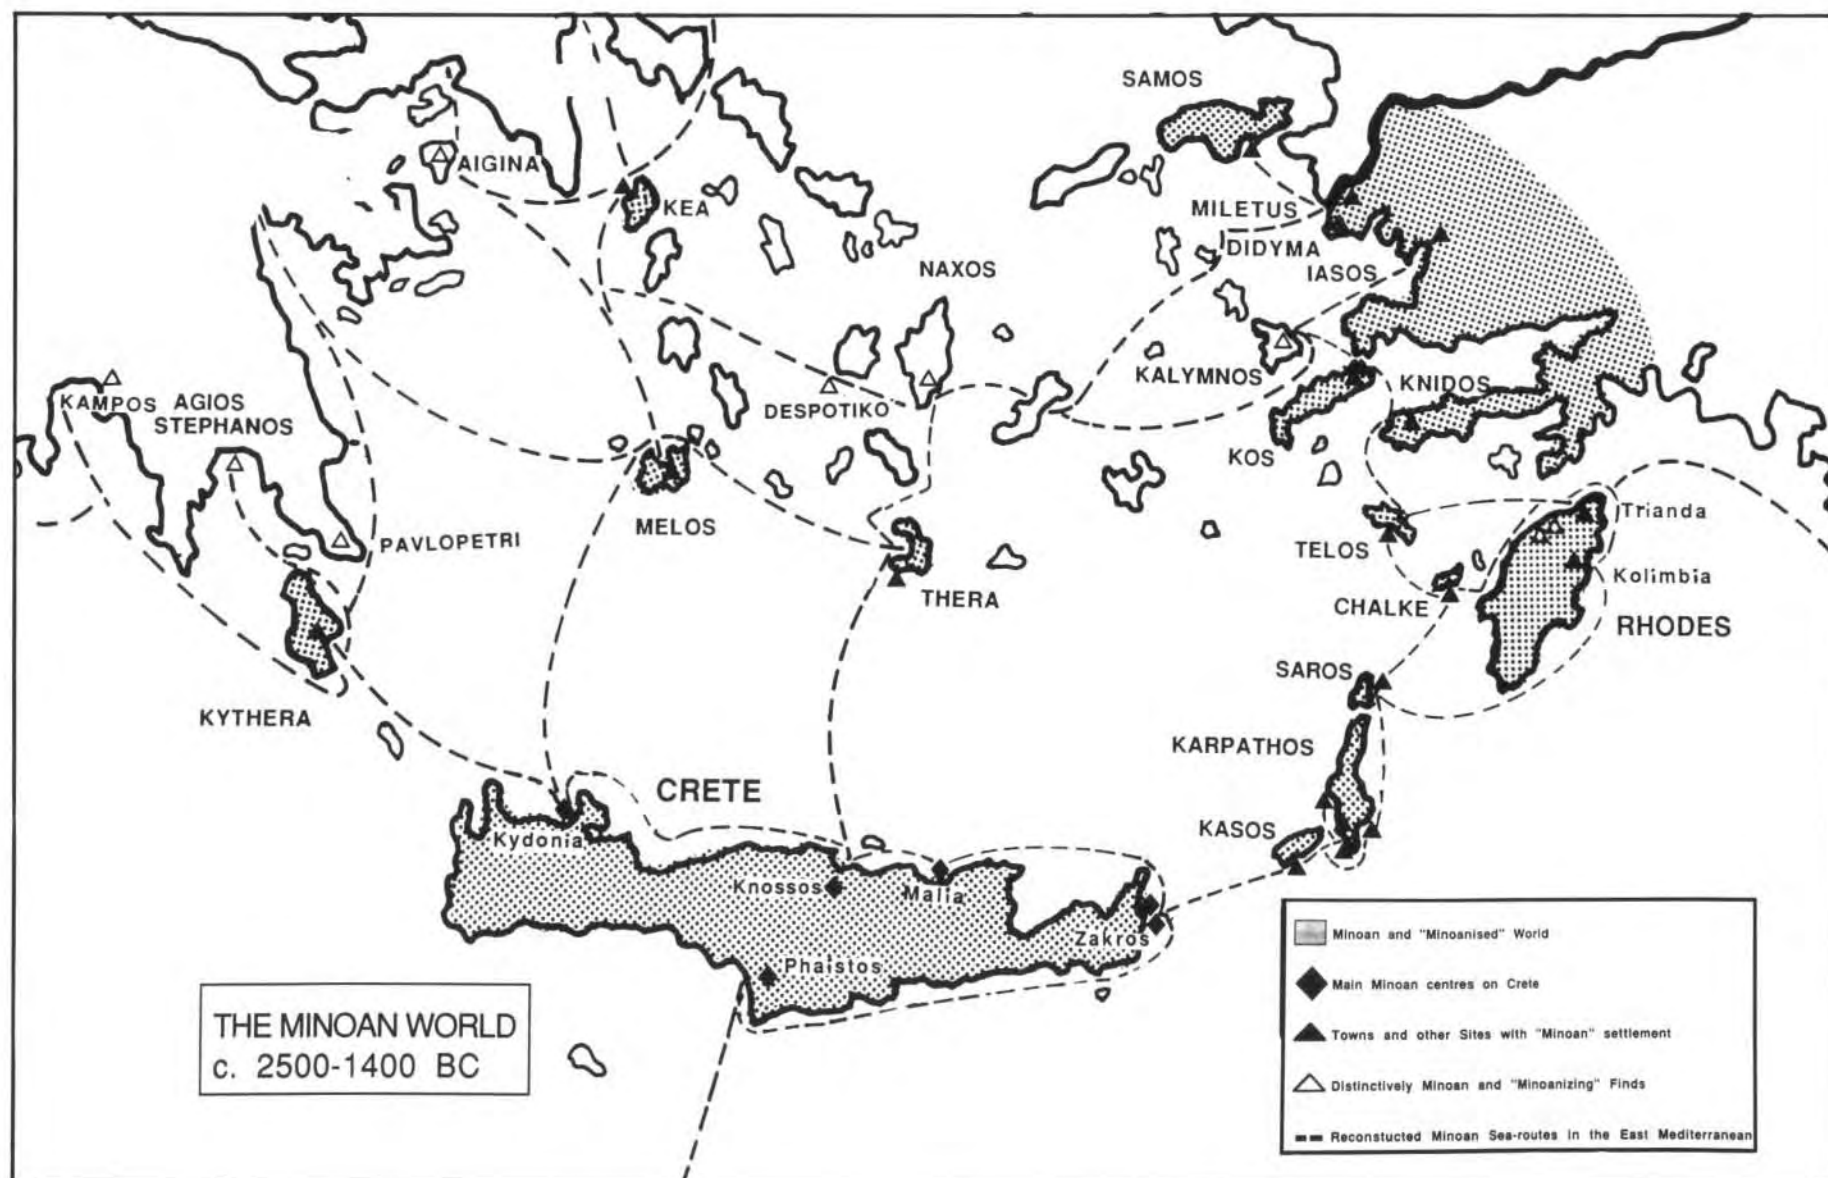 SAMOS
AIGINA
KEA
MILETUS
DIDYMA
IASOS
NAXOS
KAMPOS
AGIOS
STEPHANOS
DESPOTIKO
KALYMNOS
KNIDOS
KOS
MELOS
PAVLOPETRI
Trianda
TELOS
Kolimbia
THERA
CHALKE
RHODES
SAROS
KYTHERA
KARPATHOS
CRETE
KASOS
Kydonia
Knossos
Malia
Zakros
Phaistos
THE MINOAN WORLD
c. 2500-1400 BC
Minoan and "Minoanised" World
Main Minoan centres on Crete
Towns and other Sites with "Minoan" settlement
Distinctively Minoan and "Minoanizing" Finds
Reconstucted Minoan Sea-routes in the East Mediterranean